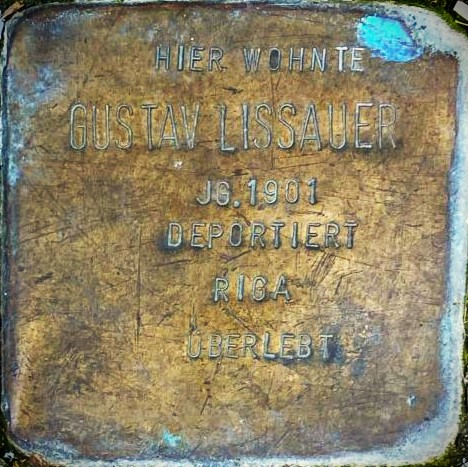 HIER WOHNTE
GUSTAV LISSAUER
JG. 1901
DEPORTIERT
RIGA
ÜBERLEBT